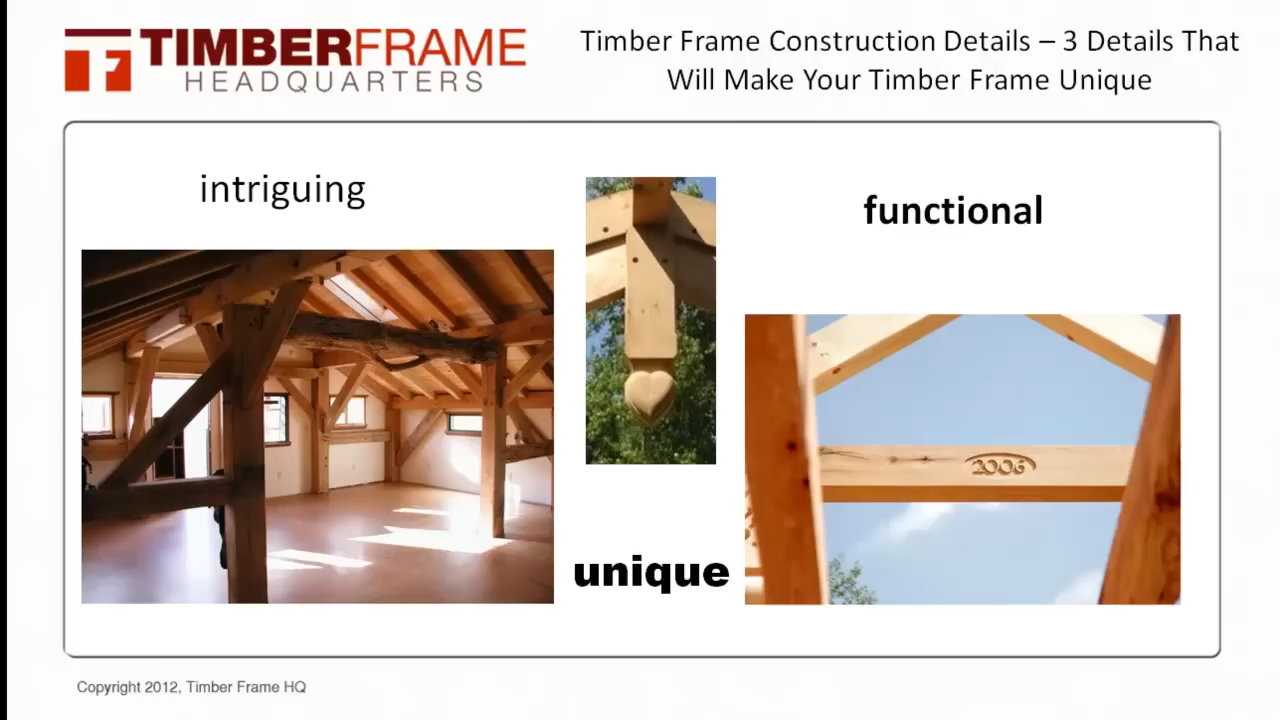 TIMBERFRAME
HEADQUARTERS
Timber Frame Construction Details – 3 Details That
Will Make Your Timber Frame Unique
intriguing
functional
2006
unique
Copyright 2012, Timber Frame HQ